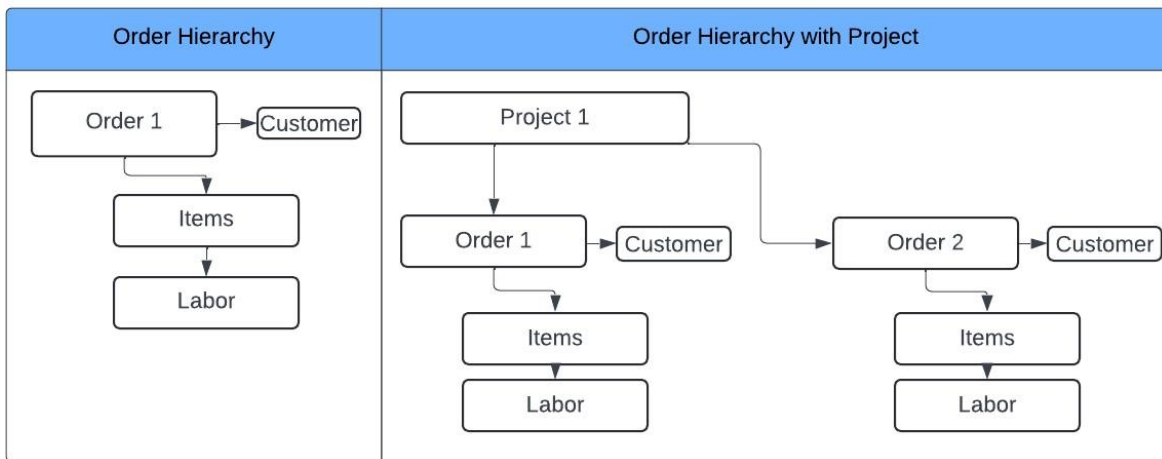 Order Hierarchy
Order Hierarchy with Project
Order 1
Customer
Items
Labor
Project 1
Order 1
Customer
Items
Labor
Order 2
Customer
Items
Labor